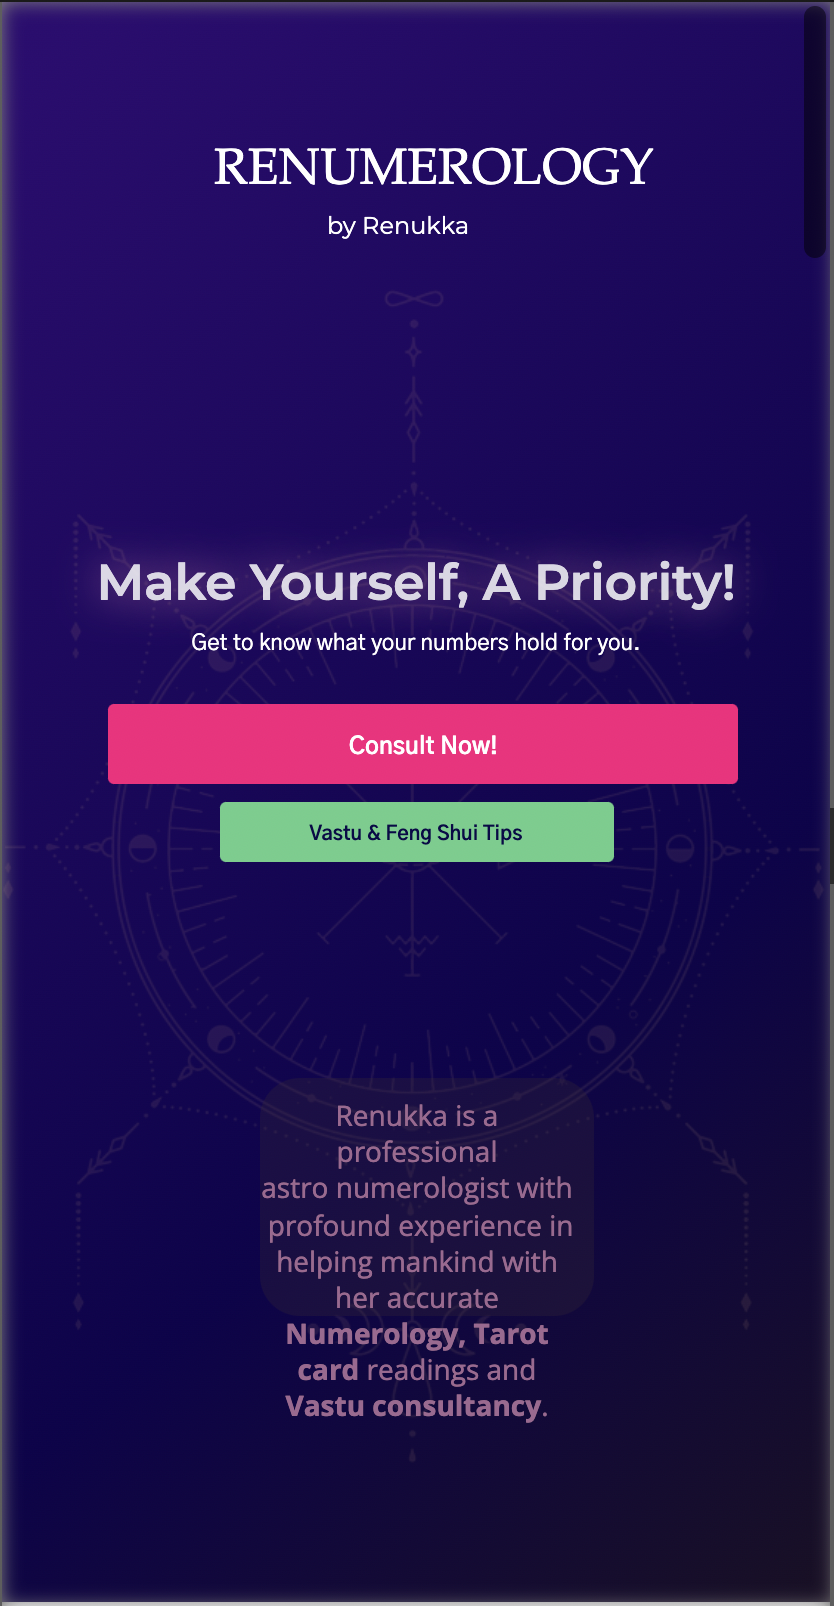 RENUMEROLOGY
by Renukka
Make Yourself, A Priority!
Get to know what your numbers hold for you.
Consult Now!
Vastu & Feng Shui Tips
Renukka is a
professional
astro numerologist with
profound experience in
helping mankind with
her accurate
Numerology, Tarot
card readings and
Vastu consultancy.